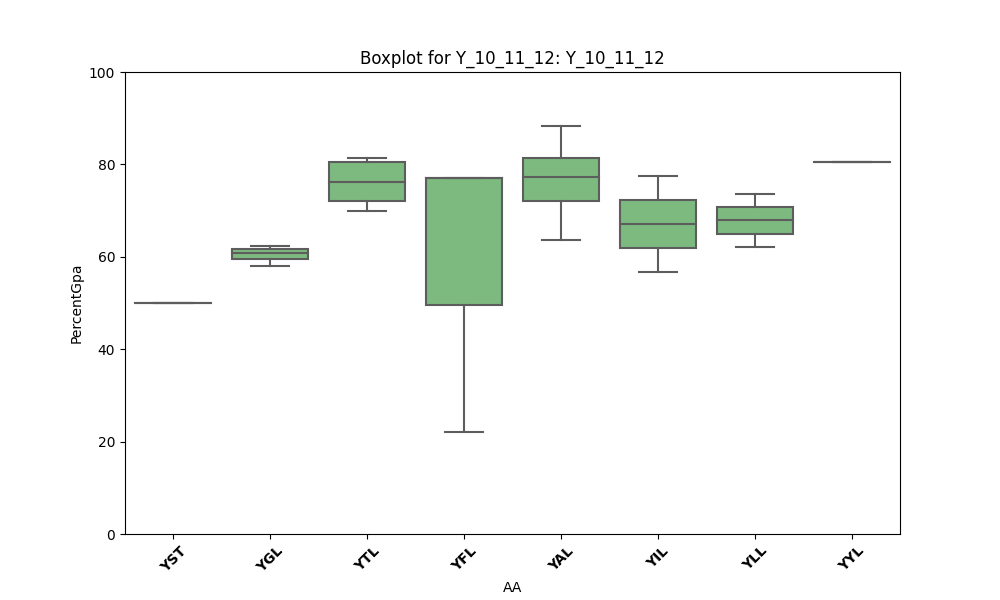 Boxplot for Y_10_11_12: Y_10_11_12
100
80
60
40
20
0
PercentGpa
YST
YGL
YTL
YFL
YAL
YIL
YLL
YYL
AA